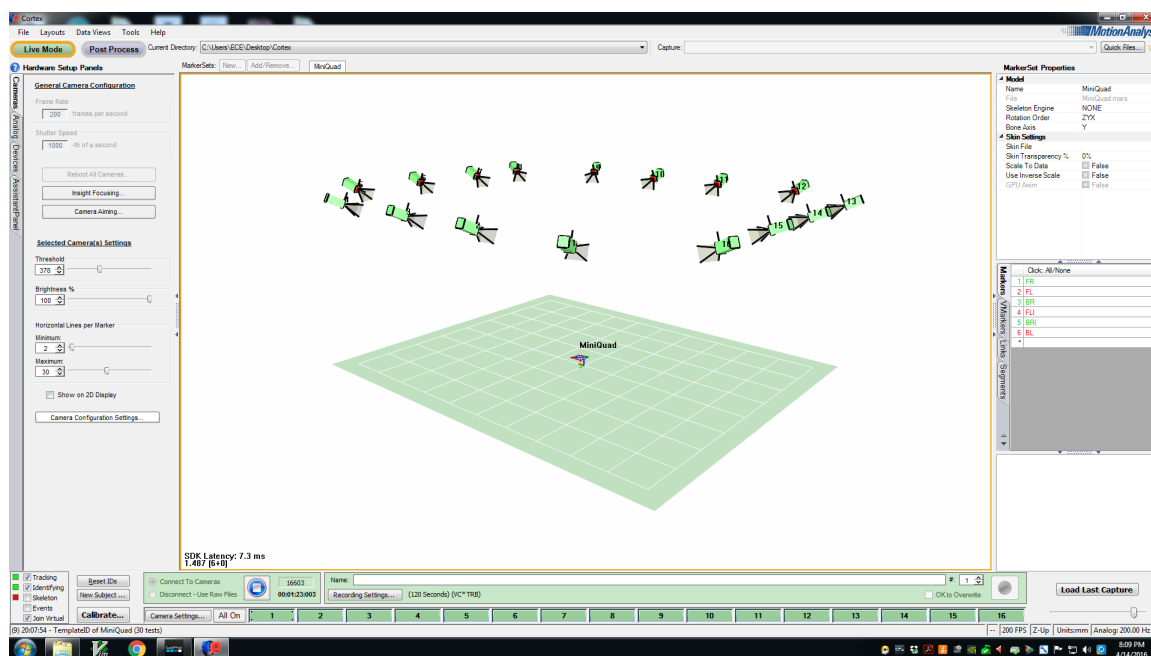 Cortex
File Layouts Data Views Tools Help
MotionAnalys
Live Mode Post Process Current Directory: C:\Users\ECE\Desktop\Cortex Capture: Quick Files...
Hardware Setup Panels MarkerSets: New... Add/Remove... MiniQuad MarkerSet Properties
Cameras
Analog
Devices
AssistantPanel
General Camera Configuration
Frame Rate
200 frames per second
Shutter Speed
1000 -th of a second
Reboot All Cameras...
Insight Focusing...
Camera Aiming...
Selected Camera(s) Settings
Threshold
378
Brightness %
100
Horizontal Lines per Marker
Minimum:
2
Maximum:
30
Show on 2D Display
Camera Configuration Settings...
9
10
11
12
13
14
15
MiniQuad
SDK Latency: 7.3 ms
1.487 [6+0]
Model
Name MiniQuad
File MiniQuad.mars
Skeleton Engine NONE
Rotation Order ZYX
Bone Axis Y
Skin Settings
Skin File
Skin Transparency % 0%
Scale To Data False
Use Inverse Scale False
GPU Anim False
Markers
VMarkers
Links
Segments
Click: All/None
1 FR
2 FL
3 BR
4 FLI
5 BRI
6 BL
*
Tracking
Identifying
Skeleton
Events
Join Virtual
Reset IDs
New Subject ...
Calibrate...
Connect To Cameras
Disconnect - Use Raw Files
16603
00:01:23:003
Name: # 1
Recording Settings... (120 Seconds) (VC* TRB) OK to Overwrite
Load Last Capture
Camera Settings... All On 1 2 3 4 5 6 7 8 9 10 11 12 13 14 15 16
(9) 20:07:54 - TemplateID of MiniQuad (30 tests) -- 200 FPS Z-Up Units:mm Analog: 200.00 Hz
8:09 PM
4/14/2016